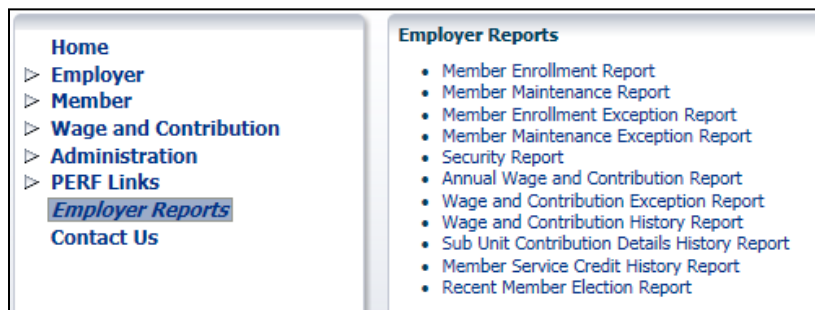 Home
Employer
Member
Wage and Contribution
Administration
PERF Links
Employer Reports
Contact Us
Employer Reports
Member Enrollment Report
Member Maintenance Report
Member Enrollment Exception Report
Member Maintenance Exception Report
Security Report
Annual Wage and Contribution Report
Wage and Contribution Exception Report
Wage and Contribution History Report
Sub Unit Contribution Details History Report
Member Service Credit History Report
Recent Member Election Report